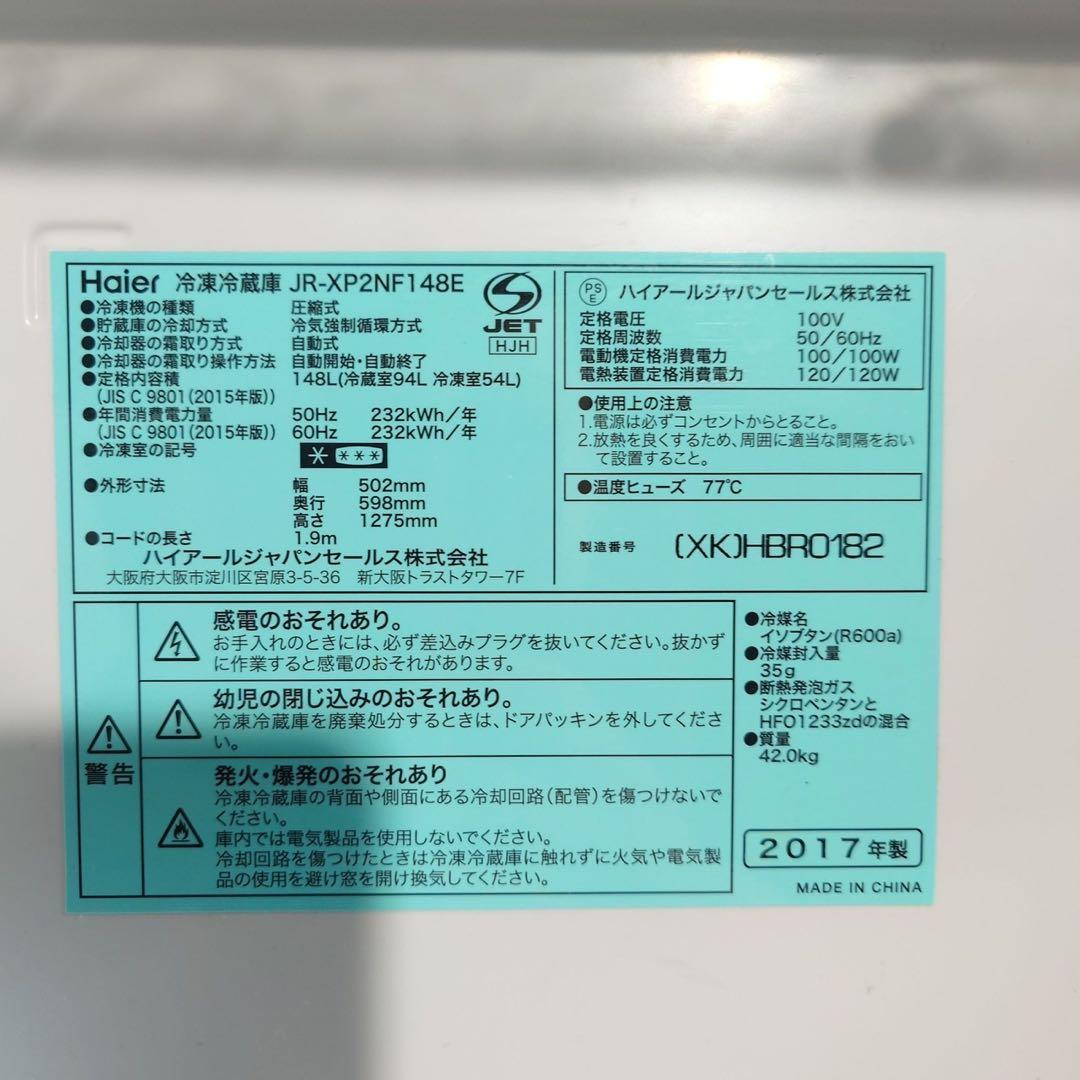 Haier 冷凍冷蔵庫 JR-XP2NF148E
●冷凍機の種類 圧縮式
●貯蔵庫の冷却方式 冷気強制循環方式
●冷却器の霜取り方式 自動式
●冷却器の霜取り操作方法 自動開始・自動終了
●定格内容積 148L(冷蔵室94L 冷凍室54L)
(JIS C 9801(2015年版))
●年間消費電力量 50Hz 232kWh/年
(JIS C 9801(2015年版)) 60Hz 232kWh/年
●冷凍室の記号 * ***
●外形寸法 幅 502mm
奥行 598mm
高さ 1275mm
●コードの長さ 1.9m
ハイアールジャパンセールス株式会社
大阪府大阪市淀川区宮原3-5-36 新大阪トラストタワー7F
S
JET
HJH
PS
E
ハイアールジャパンセールス株式会社
定格電圧 100V
定格周波数 50/60Hz
電動機定格消費電力 100/100W
電熱装置定格消費電力 120/120W
●使用上の注意
1.電源は必ずコンセントからとること。
2.放熱を良くするため、周囲に適当な間隔をおい
て設置すること。
●温度ヒューズ 77℃
製造番号 (XK)HBR0182
警告
感電のおそれあり。
お手入れのときには、必ず差込みプラグを抜いてください。抜かず
に作業すると感電のおそれがあります。
幼児の閉じ込みのおそれあり。
冷凍冷蔵庫を廃棄処分するときは、ドアパッキンを外してくださ
い。
発火・爆発のおそれあり
冷凍冷蔵庫の背面や側面にある冷却回路(配管)を傷つけないで
ください。
庫内では電気製品を使用しないでください。
冷却回路を傷つけたときは冷凍冷蔵庫に触れずに火気や電気製
品の使用を避け窓を開け換気してください。
●冷媒名
イソブタン(R600a)
●冷媒封入量
35g
●断熱発泡ガス
シクロペンタンと
HFO1233zdの混合
●質量
42.0kg
2017年製
MADE IN CHINA